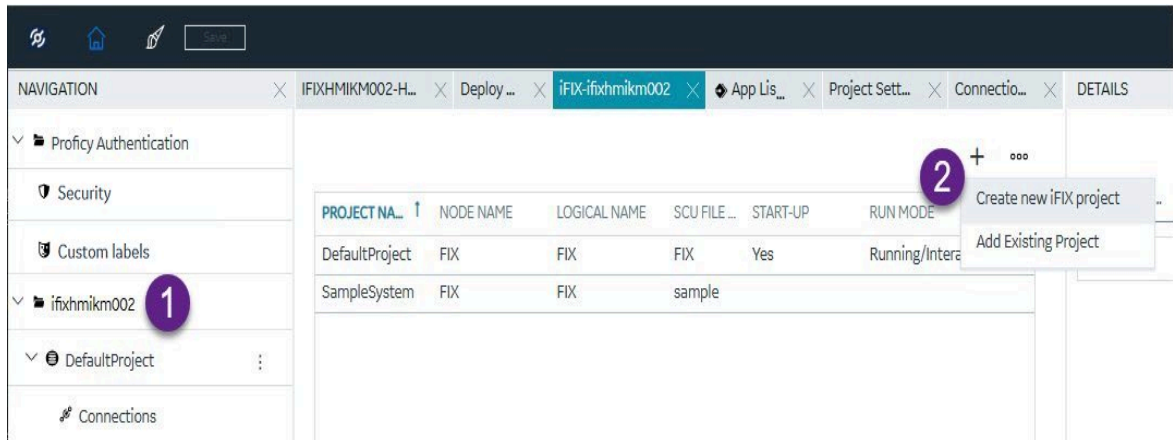 Save
NAVIGATION
IFIXHMIKM002-H...
Deploy ...
iFIX-ifixhmikm002
App Lis...
Project Sett...
Connectio...
DETAILS
Proficy Authentication
Security
Custom labels
1
ifixhmikm002
DefaultProject
Connections
2
Create new iFIX project
Add Existing Project
PROJECT NA... NODE NAME LOGICAL NAME SCU FILE ... START-UP RUN MODE
DefaultProject FIX FIX FIX Yes Running/Intera
SampleSystem FIX FIX sample